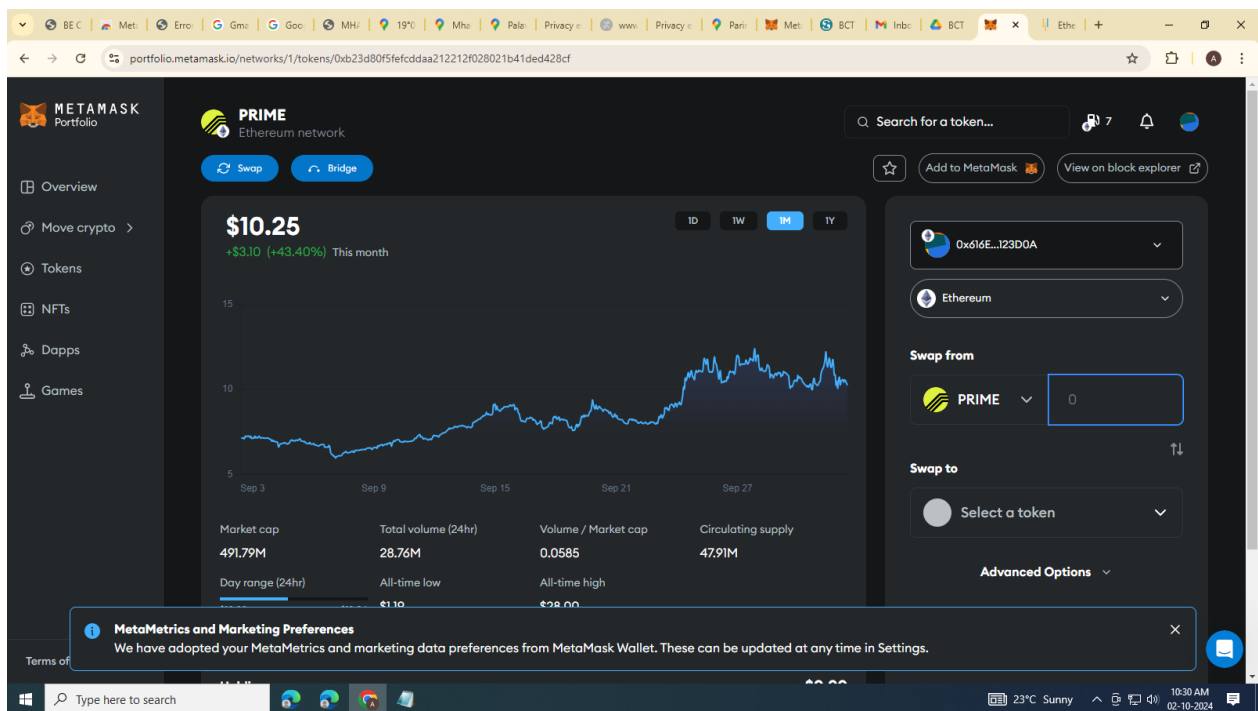 BE C
Met
Erro
Gma
Goo
MHA
19°0
Mha
Pala
Privacy e
www
Privacy e
Pari
Met
BCT
Inbo
BCT
Ethe
portfolio.metamask.io/networks/1/tokens/0xb23d80f5fefcddaa212212f028021b41ded428cf
A
METAMASK
Portfolio
PRIME
Ethereum network
Search for a token...
7
Swap
Bridge
Add to MetaMask
View on block explorer
Overview
Move crypto
Tokens
NFTs
Dapps
Games
Terms of
$10.25
+$3.10 (+43.40%) This month
1D
1W
1M
1Y
15
10
5
Sep 3
Sep 9
Sep 15
Sep 21
Sep 27
Market cap
491.79M
Total volume (24hr)
28.76M
Volume / Market cap
0.0585
Circulating supply
47.91M
Day range (24hr)
All-time low
$1.19
All-time high
$28.00
0x616E...123D0A
Ethereum
Swap from
PRIME
0
Swap to
Select a token
Advanced Options
MetaMetrics and Marketing Preferences
We have adopted your MetaMetrics and marketing data preferences from MetaMask Wallet. These can be updated at any time in Settings.
Type here to search
23°C Sunny
10:30 AM
02-10-2024